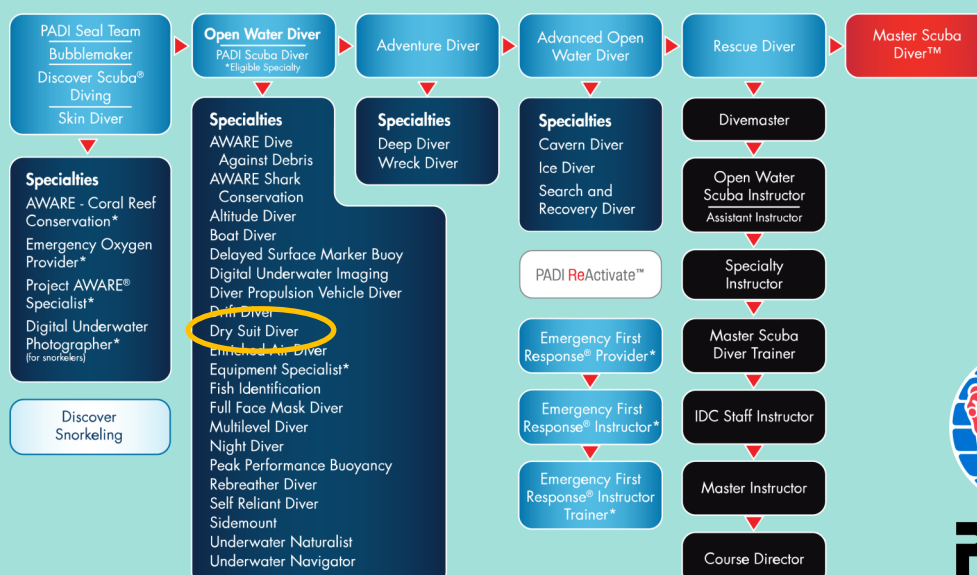 PADI Seal Team
Bubblemaker
Discover Scuba®
Diving
Skin Diver
Specialties
AWARE - Coral Reef
Conservation*
Emergency Oxygen
Provider*
Project AWARE®
Specialist*
Digital Underwater
Photographer*
(for snorkelers)
Discover
Snorkeling
Open Water Diver
PADI Scuba Diver
*Eligible Specialty
Specialties
AWARE Dive
Against Debris
AWARE Shark
Conservation
Altitude Diver
Boat Diver
Delayed Surface Marker Buoy
Digital Underwater Imaging
Diver Propulsion Vehicle Diver
Drift Diver
Dry Suit Diver
Enriched Air Diver
Equipment Specialist*
Fish Identification
Full Face Mask Diver
Multilevel Diver
Night Diver
Peak Performance Buoyancy
Rebreather Diver
Self Reliant Diver
Sidemount
Underwater Naturalist
Underwater Navigator
Adventure Diver
Specialties
Deep Diver
Wreck Diver
Advanced Open
Water Diver
Specialties
Cavern Diver
Ice Diver
Search and
Recovery Diver
PADI ReActivate™
Emergency First
Response® Provider*
Emergency First
Response® Instructor*
Emergency First
Response® Instructor
Trainer*
Rescue Diver
Divemaster
Open Water
Scuba Instructor
Assistant Instructor
Specialty
Instructor
Master Scuba
Diver Trainer
IDC Staff Instructor
Master Instructor
Course Director
Master Scuba
Diver™